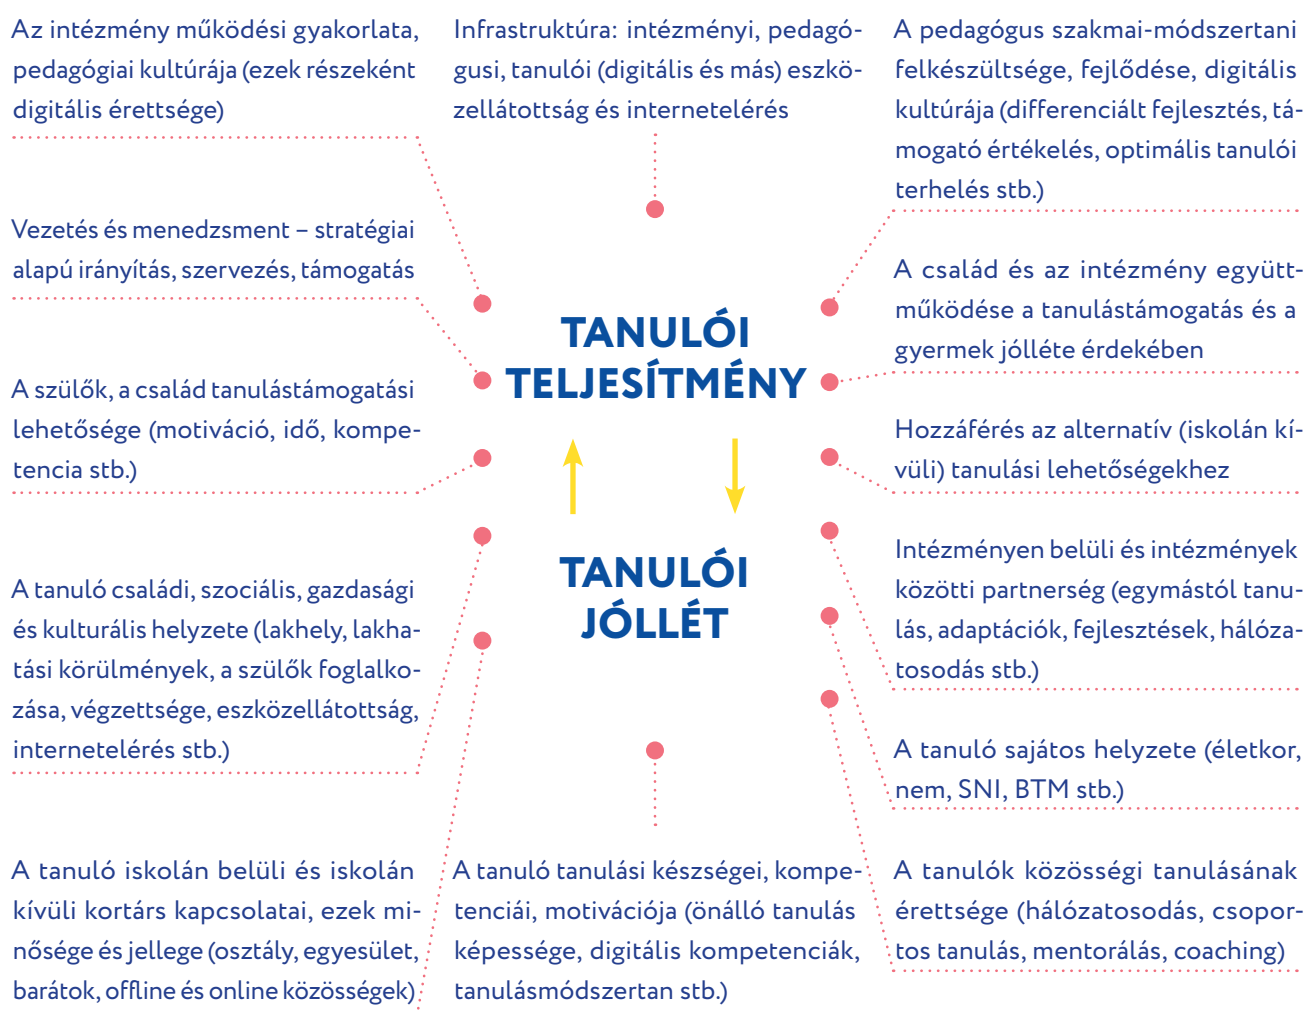 Az intézmény működési gyakorlata,
pedagógiai kultúrája (ezek részeként
digitális érettsége)
Infrastruktúra: intézményi, pedagó-
gusi, tanulói (digitális és más) eszkö-
zellátottság és internetelérés
A pedagógus szakmai-módszertani
felkészültsége, fejlődése, digitális
kultúrája (differenciált fejlesztés, tá-
mogató értékelés, optimális tanulói
terhelés stb.)
Vezetés és menedzsment – stratégiai
alapú irányítás, szervezés, támogatás
A család és az intézmény együtt-
működése a tanulástámogatás és a
gyermek jólléte érdekében
TANULÓI
TELJESÍTMÉNY
A szülők, a család tanulástámogatási
lehetősége (motiváció, idő, kompe-
tencia stb.)
Hozzáférés az alternatív (iskolán kí-
vüli) tanulási lehetőségekhez
TANULÓI
JÓLLÉT
A tanuló családi, szociális, gazdasági
és kulturális helyzete (lakhely, lakha-
tási körülmények, a szülők foglalko-
zása, végzettsége, eszközellátottság,
internetelérés stb.)
Intézményen belüli és intézmények
közötti partnerség (egymástól tanu-
lás, adaptációk, fejlesztések, hálóza-
tosodás stb.)
A tanuló sajátos helyzete (életkor,
nem, SNI, BTM stb.)
A tanuló iskolán belüli és iskolán
kívüli kortárs kapcsolatai, ezek mi-
nősége és jellege (osztály, egyesület,
barátok, offline és online közösségek)
A tanuló tanulási készségei, kompe-
tenciái, motivációja (önálló tanulás
képessége, digitális kompetenciák,
tanulásmódszertan stb.)
A tanulók közösségi tanulásának
érettsége (hálózatosodás, csopor-
tos tanulás, mentorálás, coaching)